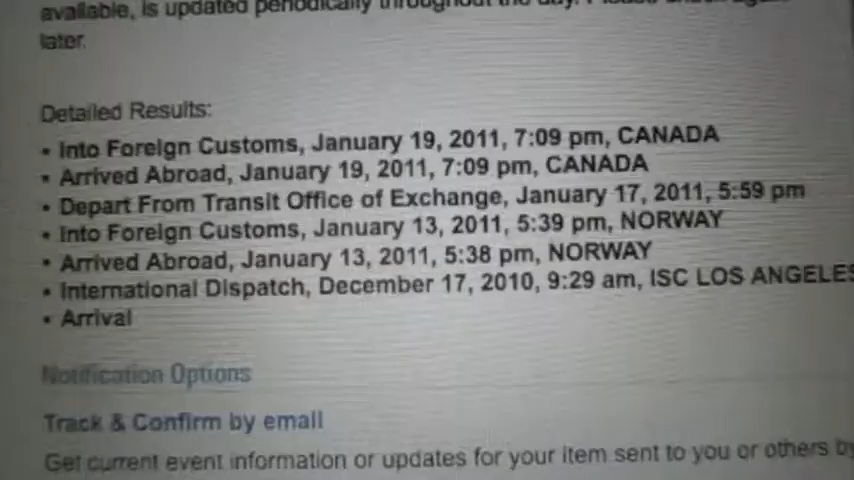 available, is updated periodically throughout the day. Please check again
later.
Detailed Results:
• Into Foreign Customs, January 19, 2011, 7:09 pm, CANADA
• Arrived Abroad, January 19, 2011, 7:09 pm, CANADA
• Depart From Transit Office of Exchange, January 17, 2011, 5:59 pm
• Into Foreign Customs, January 13, 2011, 5:39 pm, NORWAY
• Arrived Abroad, January 13, 2011, 5:38 pm, NORWAY
• International Dispatch, December 17, 2010, 9:29 am, ISC LOS ANGELES
• Arrival
Notification Options
Track & Confirm by email
Get current event information or updates for your item sent to you or others by